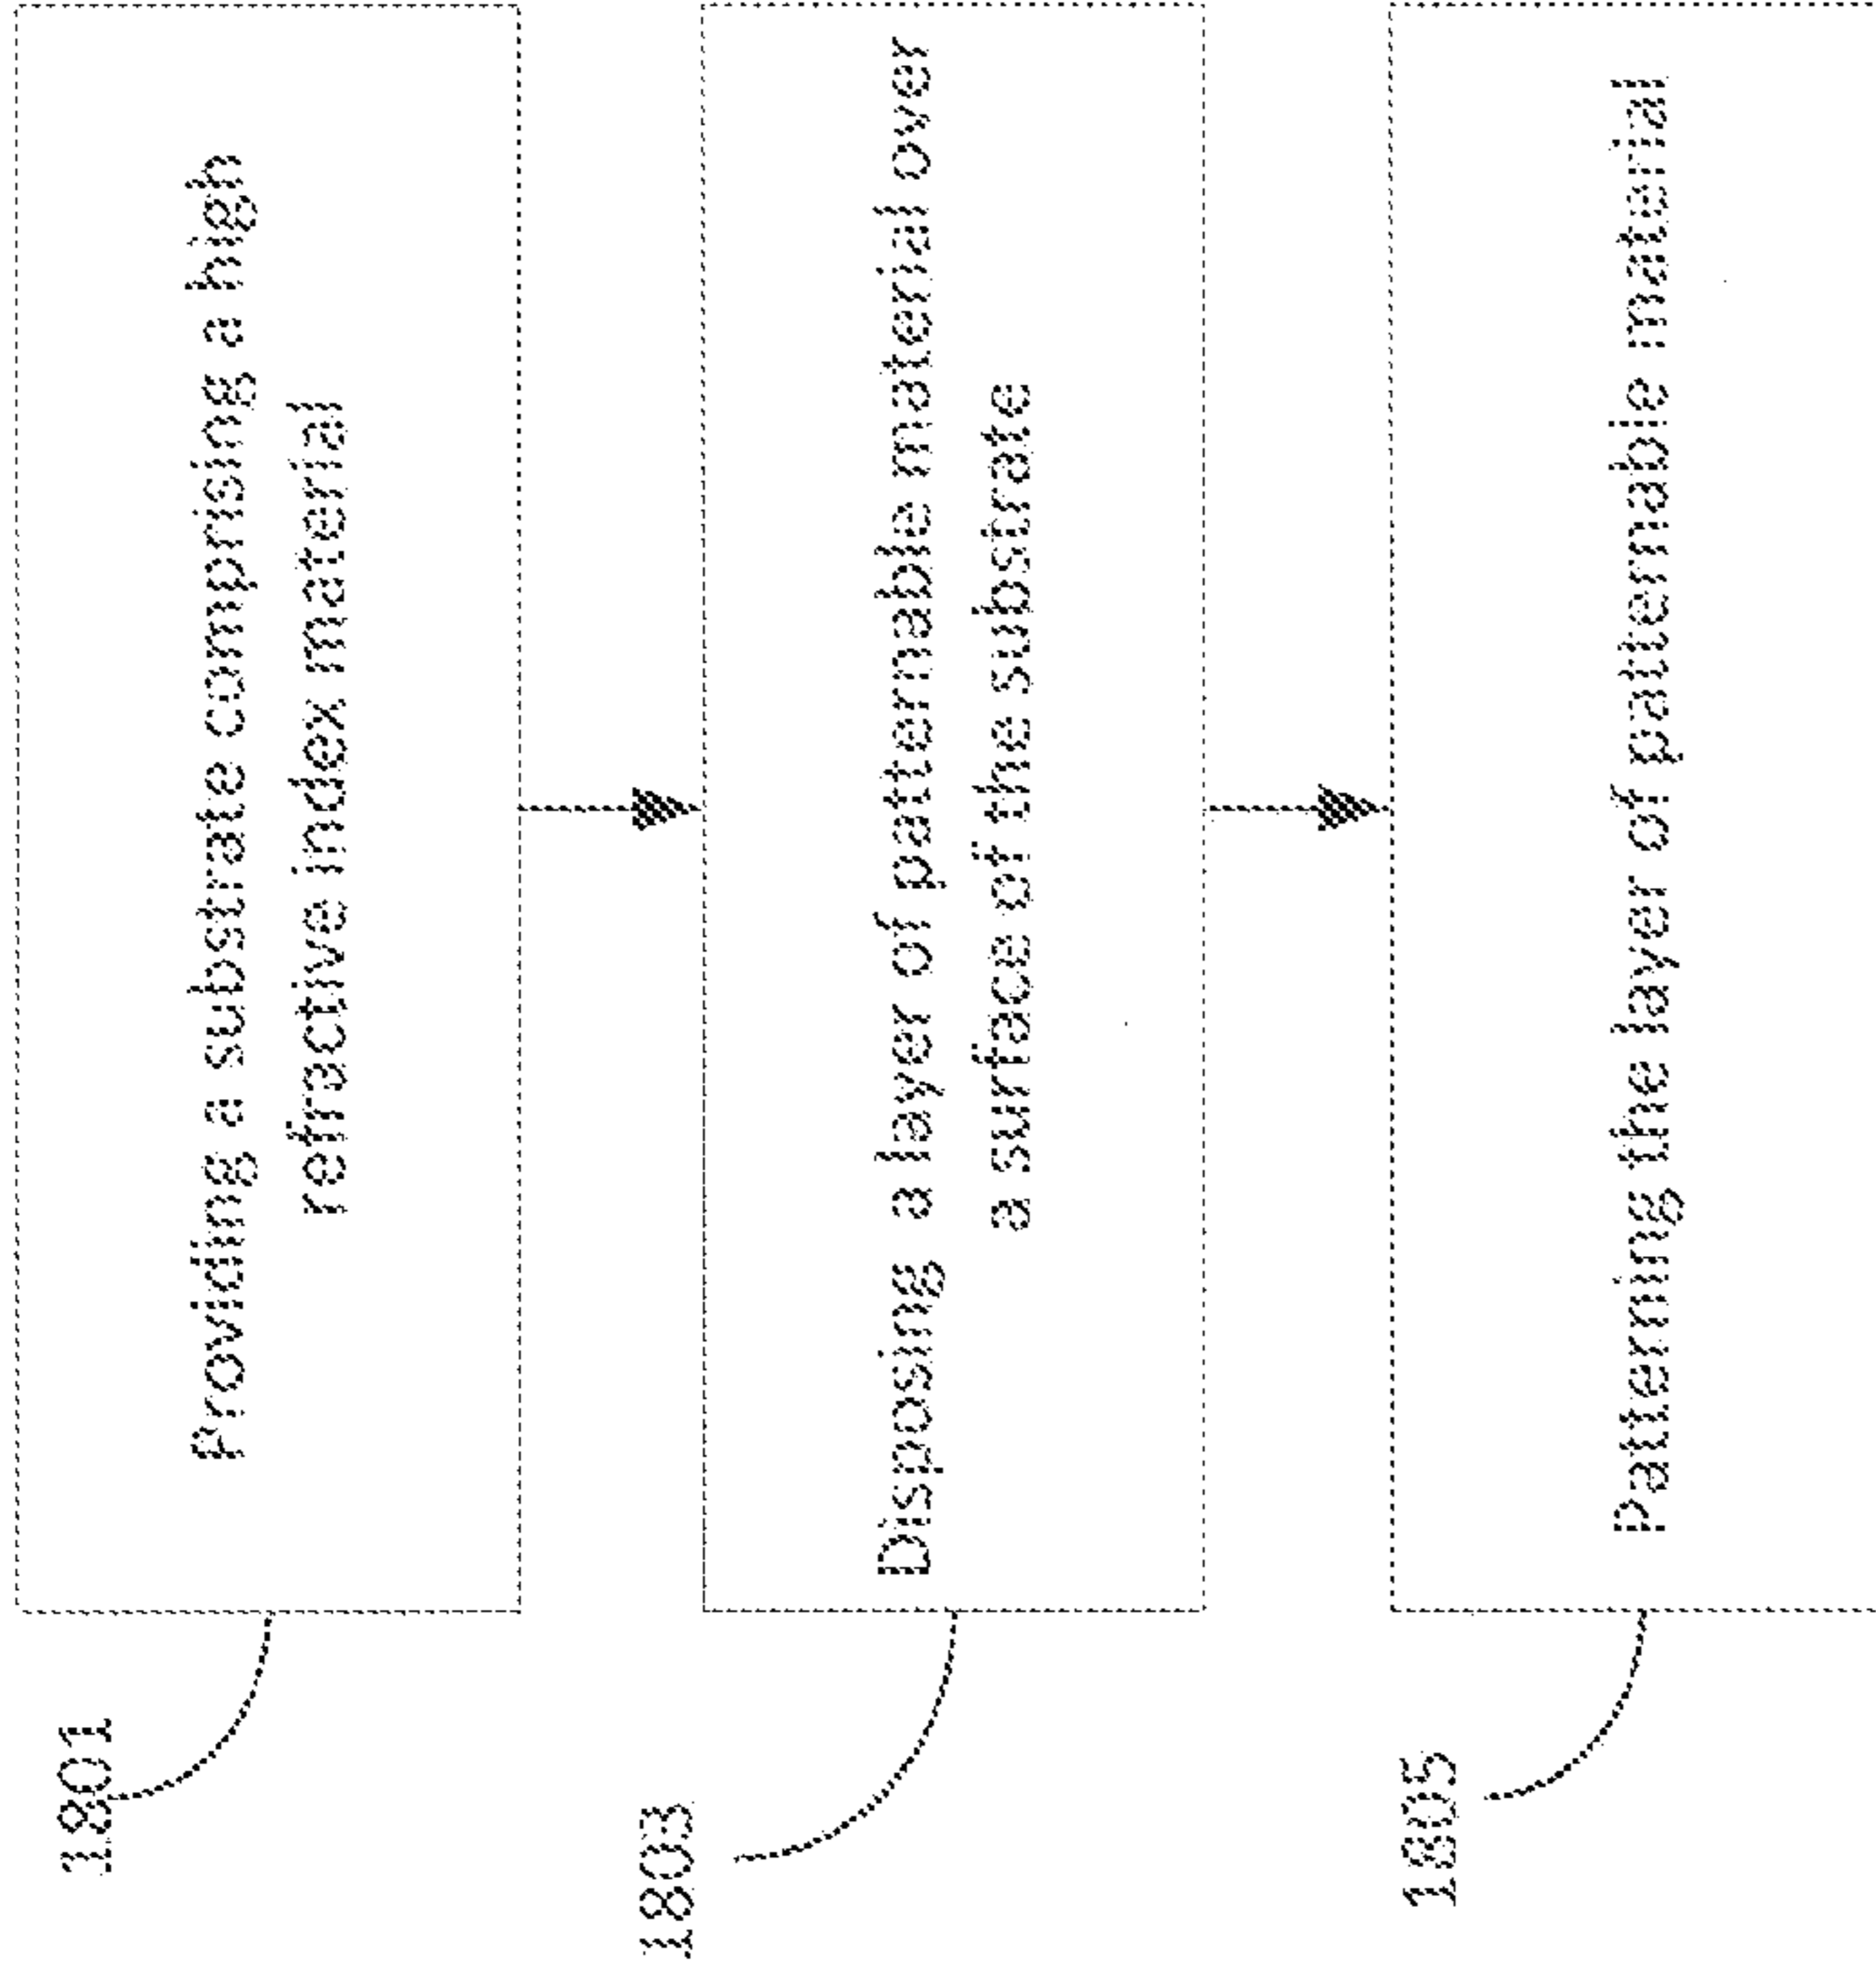 1801
Providing a substrate comprising a high
refractive index material
1803
Disposing a layer of patternable material over
a surface of the substrate
1805
Patterning the layer of patternable material